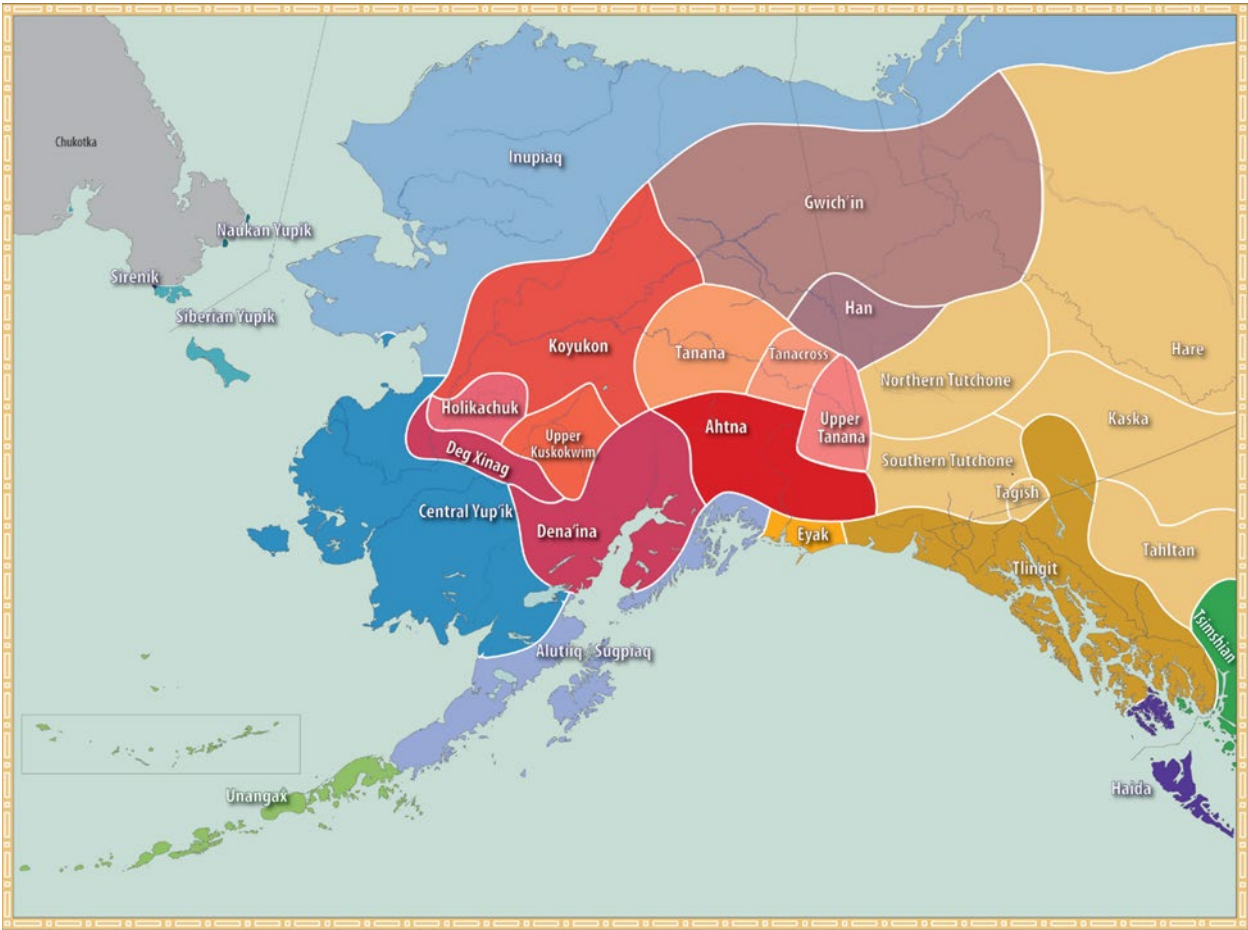 Chukotka
Inupiaq
Gwich'in
Naukan Yupik
Sirenik
Siberian Yupik
Han
Koyukon
Tanana
Tanacross
Hare
Northern Tutchone
Holikachuk
Kaska
Upper
Tanana
Ahtna
Upper
Kuskokwim
Deg Xinag
Southern Tutchone
Tagish
Central Yup'ik
Dena'ina
Eyak
Tahltan
Tlingit
Tsimshian
Alutiiq / Sugpiaq
Haida
Unangax̂